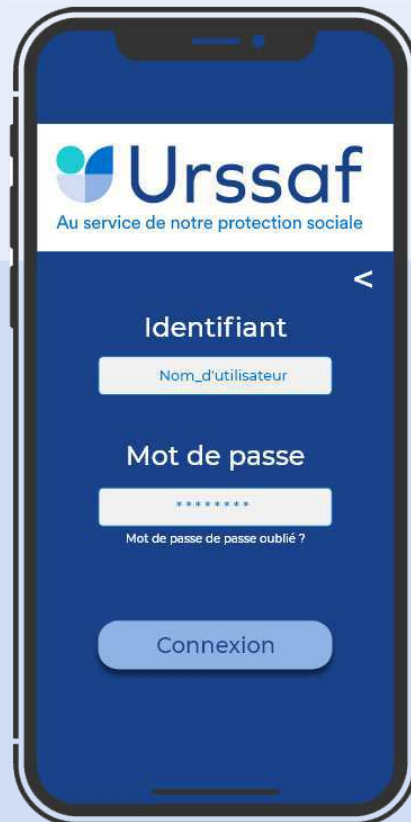 Urssaf
Au service de notre protection sociale
<
Identifiant
Nom_d'utilisateur
Mot de passe
********
Mot de passe de passe oublié ?
Connexion